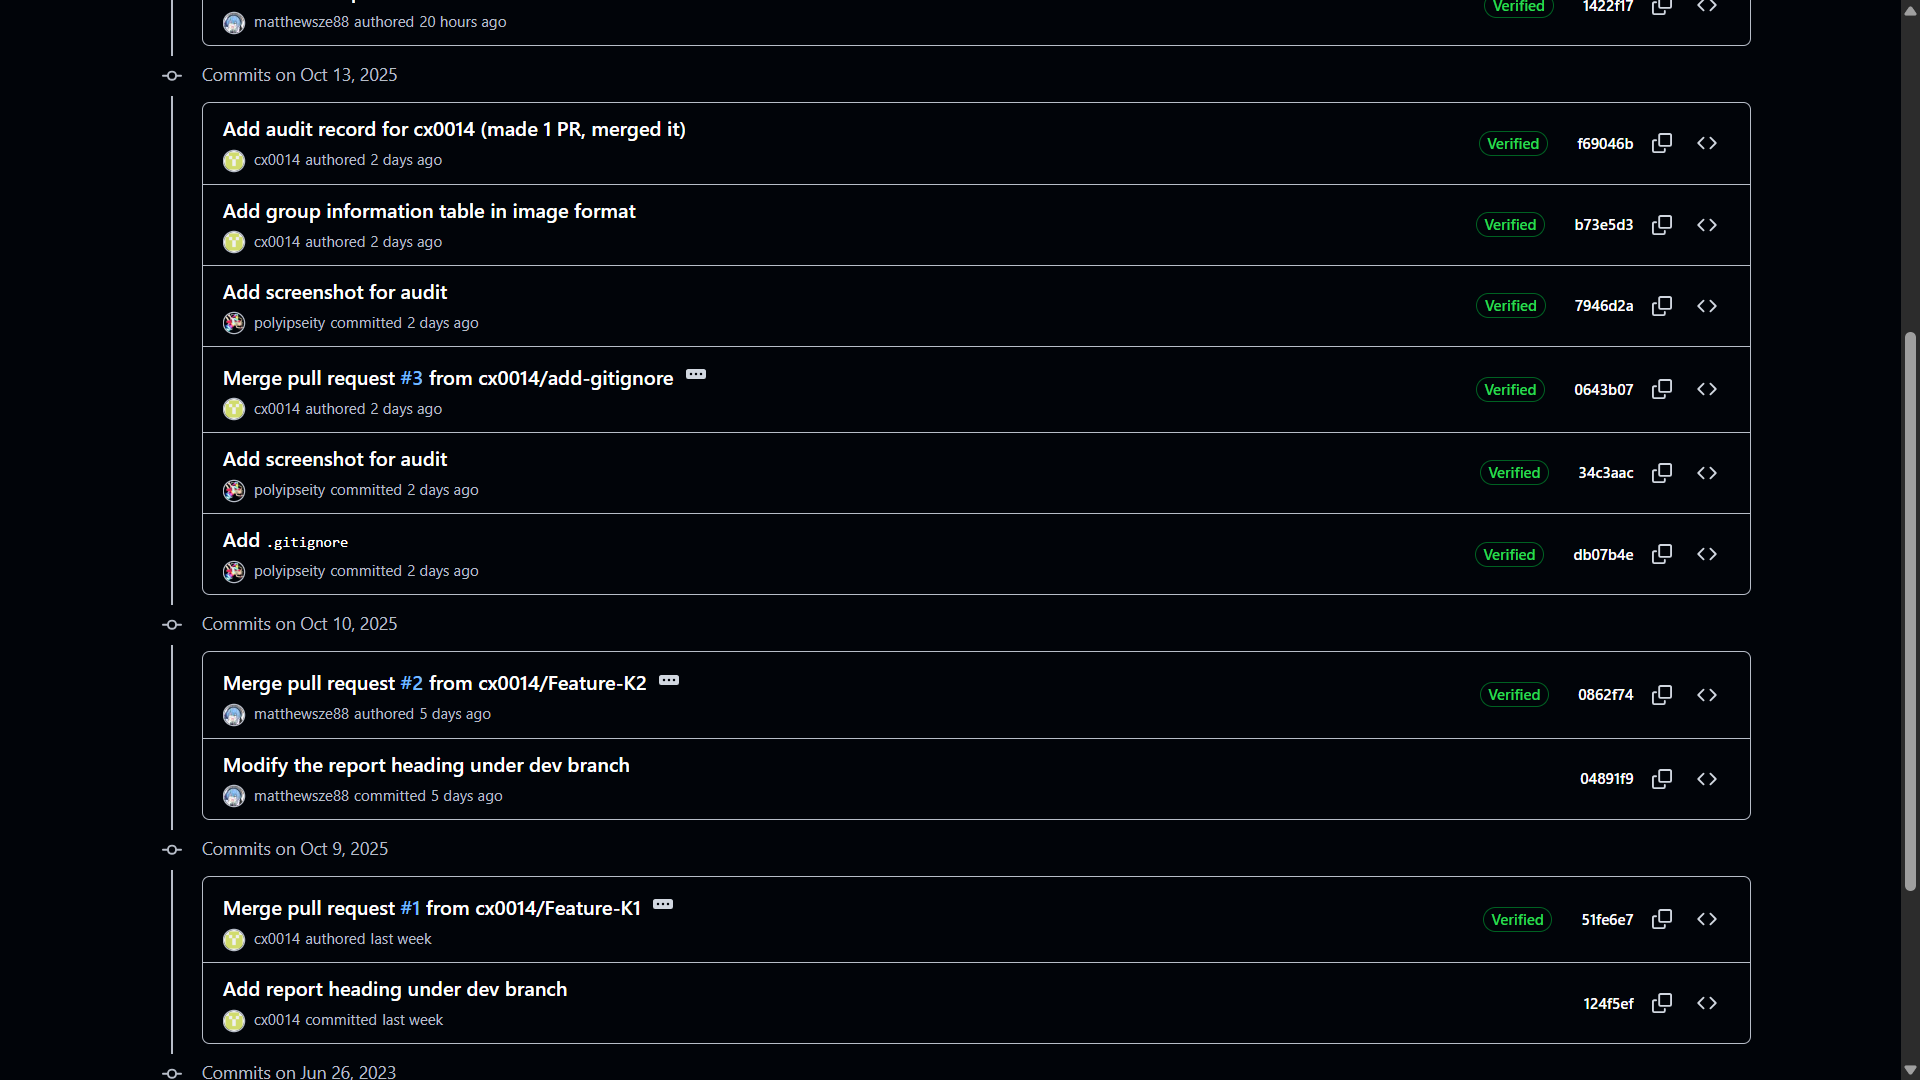 matthewsze88 authored 20 hours ago
Verified
1422f17
Commits on Oct 13, 2025
Add audit record for cx0014 (made 1 PR, merged it)
cx0014 authored 2 days ago
Verified
f69046b
Add group information table in image format
cx0014 authored 2 days ago
Verified
b73e5d3
Add screenshot for audit
polyipseity committed 2 days ago
Verified
7946d2a
Merge pull request #3 from cx0014/add-gitignore
cx0014 authored 2 days ago
Verified
0643b07
Add screenshot for audit
polyipseity committed 2 days ago
Verified
34c3aac
Add .gitignore
polyipseity committed 2 days ago
Verified
db07b4e
Commits on Oct 10, 2025
Merge pull request #2 from cx0014/Feature-K2
matthewsze88 authored 5 days ago
Verified
0862f74
Modify the report heading under dev branch
matthewsze88 committed 5 days ago
04891f9
Commits on Oct 9, 2025
Merge pull request #1 from cx0014/Feature-K1
cx0014 authored last week
Verified
51fe6e7
Add report heading under dev branch
cx0014 committed last week
124f5ef
Commits on Jun 26, 2023